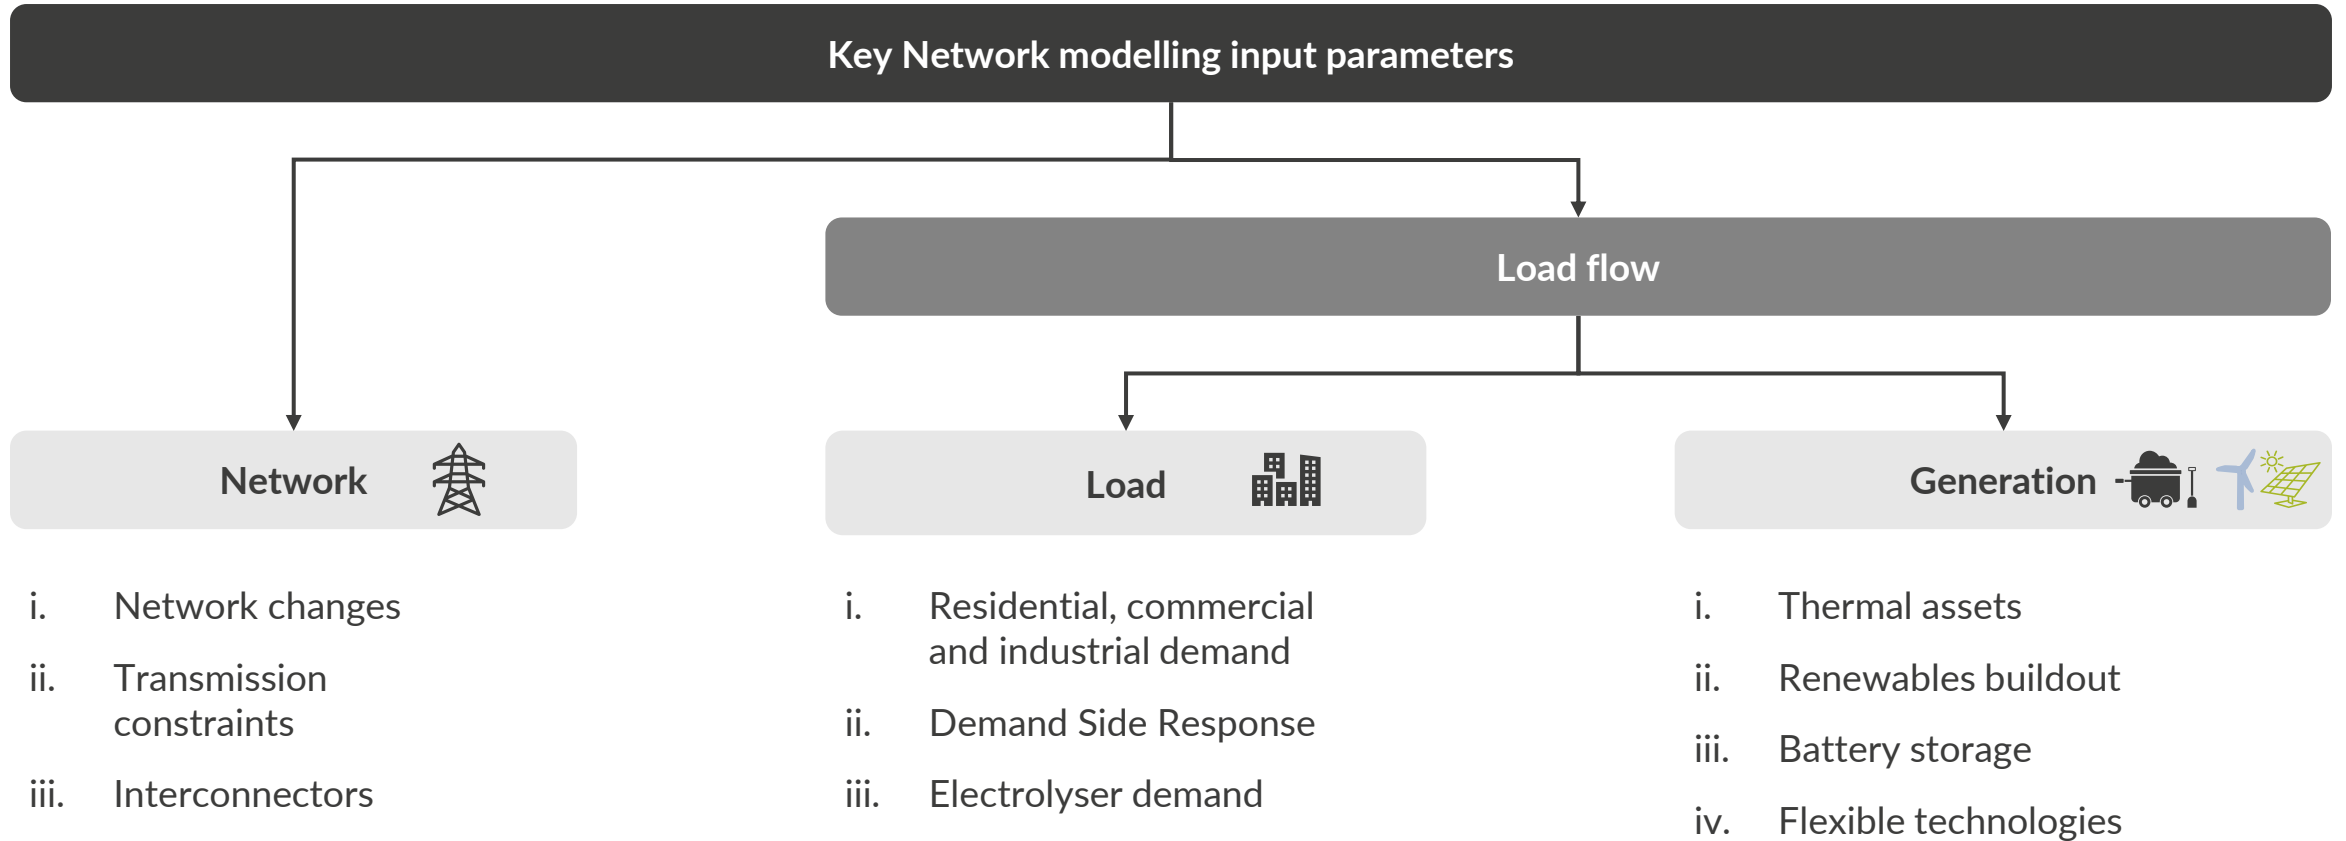 Key Network modelling input parameters
Load flow
Network
i. Network changes
ii. Transmission
constraints
iii. Interconnectors
Load
i. Residential, commercial
and industrial demand
ii. Demand Side Response
iii. Electrolyser demand
Generation
i. Thermal assets
ii. Renewables buildout
iii. Battery storage
iv. Flexible technologies